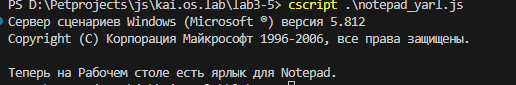 PS D:\Petprojects\js\kai.os.lab\lab3-5> cscript .\notepad_yarl.js
Сервер сценариев Windows (Microsoft ®) версия 5.812
Copyright (C) Корпорация Майкрософт 1996-2006, все права защищены.
Теперь на Рабочем столе есть ярлык для Notepad.